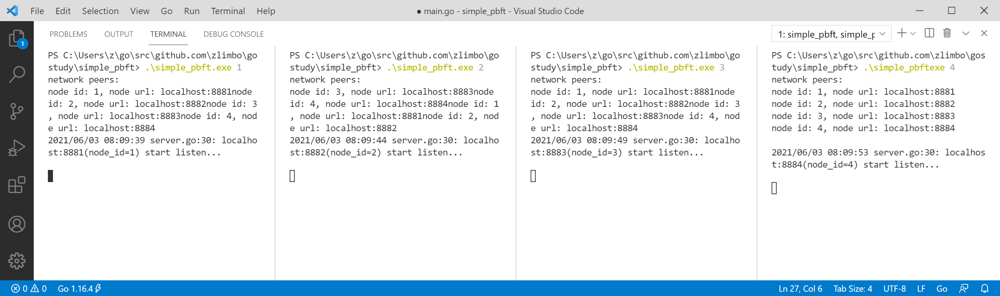 File Edit Selection View Go Run Terminal Help
● main.go - simple_pbft - Visual Studio Code
PROBLEMS OUTPUT TERMINAL DEBUG CONSOLE
1: simple_pbft, simple_p
1
PS C:\Users\z\go\src\github.com\zlimbo\go
study\simple_pbft> .\simple_pbft.exe 1
network peers:
node id: 1, node url: localhost:8881node
id: 2, node url: localhost:8882node id: 3
, node url: localhost:8883node id: 4, nod
e url: localhost:8884
2021/06/03 08:09:39 server.go:30: localho
st:8881(node_id=1) start listen...
PS C:\Users\z\go\src\github.com\zlimbo\go
study\simple_pbft> .\simple_pbft.exe 2
network peers:
node id: 3, node url: localhost:8883node
id: 4, node url: localhost:8884node id: 1
, node url: localhost:8881node id: 2, nod
e url: localhost:8882
2021/06/03 08:09:44 server.go:30: localho
st:8882(node_id=2) start listen...
PS C:\Users\z\go\src\github.com\zlimbo\go
study\simple_pbft> .\simple_pbft.exe 3
network peers:
node id: 1, node url: localhost:8881node
id: 2, node url: localhost:8882node id: 3
, node url: localhost:8883node id: 4, nod
e url: localhost:8884
2021/06/03 08:09:49 server.go:30: localho
st:8883(node_id=3) start listen...
PS C:\Users\z\go\src\github.com\zlimbo\gos
tudy\simple_pbft> .\simple_pbftexe 4
network peers:
node id: 1, node url: localhost:8881
node id: 2, node url: localhost:8882
node id: 3, node url: localhost:8883
node id: 4, node url: localhost:8884
2021/06/03 08:09:53 server.go:30: localhos
t:8884(node_id=4) start listen...
0 0 Go 1.16.4
Ln 27, Col 6 Tab Size: 4 UTF-8 LF Go